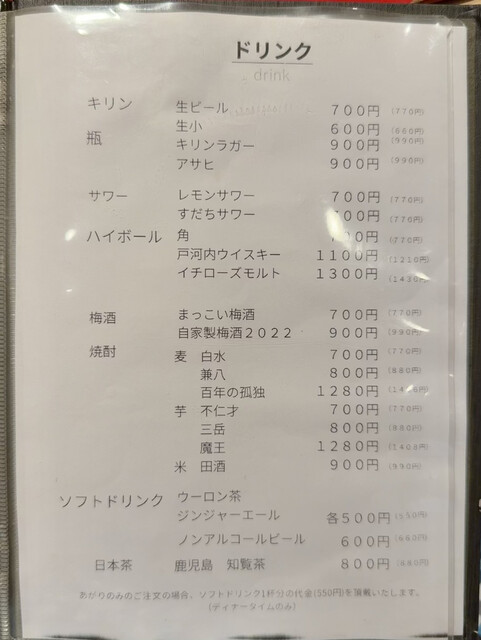 ドリンク
drink
キリン 生ビール 700円 (770円)
生小 600円 (660円)
瓶 キリンラガー 900円 (990円)
アサヒ 900円 (990円)
サワー レモンサワー 700円 (770円)
すだちサワー 700円 (770円)
ハイボール 角 700円 (770円)
戸河内ウイスキー 1100円 (1210円)
イチローズモルト 1300円 (1430円)
梅酒 まっこい梅酒 700円 (770円)
自家製梅酒2022 900円 (990円)
焼酎 麦 白水 700円 (770円)
兼八 800円 (880円)
百年の孤独 1280円
芋 不仁才 700円 (770円)
三岳 800円 (880円)
魔王 1280円 (1408円)
米 田酒 900円 (990円)
ソフトドリンク ウーロン茶
ジンジャーエール 各500円 (550円)
ノンアルコールビール 600円 (660円)
日本茶 鹿児島 知覧茶 800円 (880円)
あがりのみのご注文の場合、ソフトドリンク1杯分の代金(550円)を頂戴いたします。
(ディナータイムのみ)